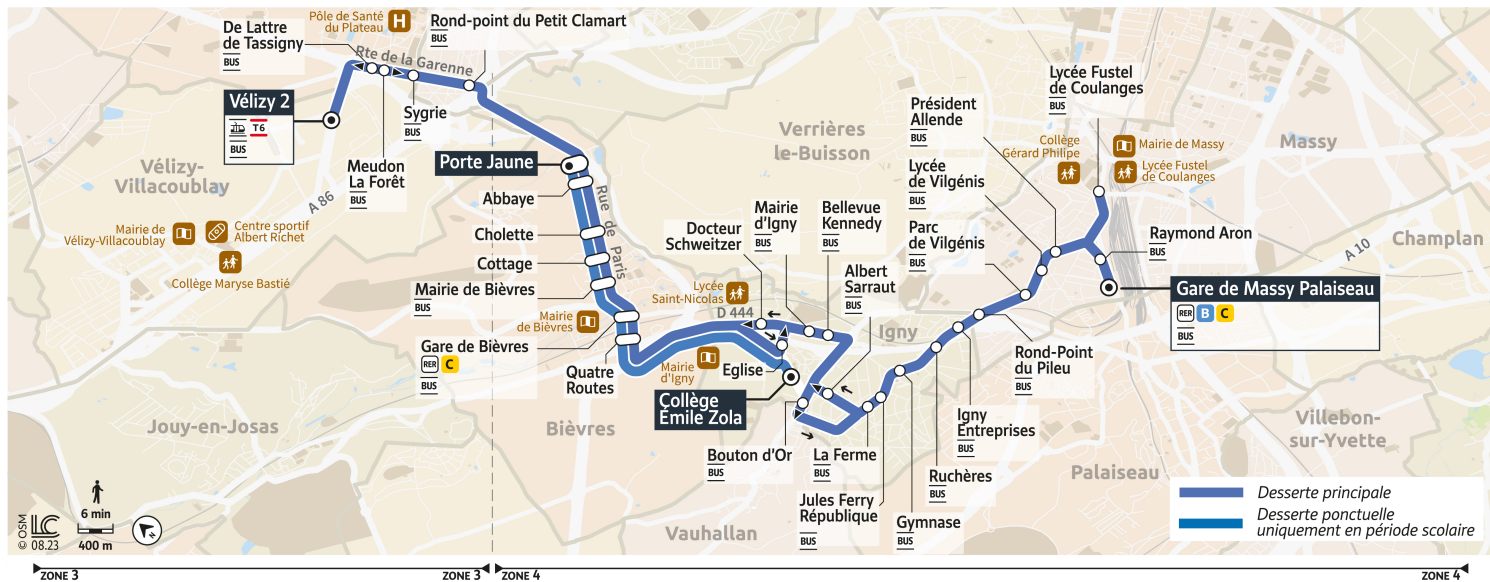 Pôle de Santé
du Plateau
H
Rond-point du Petit Clamart
BUS
De Lattre
de Tassigny
BUS
Rte de la Garenne
Vélizy 2
T6
BUS
Sygrie
BUS
Meudon
La Forêt
BUS
Vélizy-
Villacoublay
A 86
Mairie de
Vélizy-Villacoublay
Centre sportif
Albert Richet
Collège Maryse Bastié
Porte Jaune
Abbaye
Cholette
Cottage
Mairie de Bièvres
BUS
Rue de Paris
Mairie
de Bièvres
Gare de Bièvres
RER C
BUS
Quatre
Routes
Jouy-en-Josas
Bièvres
Verrières
le-Buisson
Docteur
Schweitzer
Mairie
d'Igny
BUS
Bellevue
Kennedy
BUS
Albert
Sarraut
BUS
Lycée
Saint-Nicolas
D 444
Mairie
d'Igny
Eglise
Collège
Émile Zola
Igny
Bouton d'Or
BUS
La Ferme
BUS
Jules Ferry
République
BUS
Gymnase
BUS
Ruchères
BUS
Igny
Entreprises
BUS
Rond-Point
du Pileu
BUS
Vauhallan
Président
Allende
BUS
Lycée
de Vilgénis
BUS
Parc
de Vilgénis
BUS
Lycée Fustel
de Coulanges
BUS
Collège
Gérard Philipe
Mairie de Massy
Lycée Fustel
de Coulanges
Massy
Raymond Aron
BUS
Gare de Massy Palaiseau
RER B C
BUS
A 10
Champlan
Palaiseau
Villebon-
sur-Yvette
Desserte principale
Desserte ponctuelle
uniquement en période scolaire
6 min
400 m
© OSM
LC
08.23
ZONE 3
ZONE 3
ZONE 4
ZONE 4